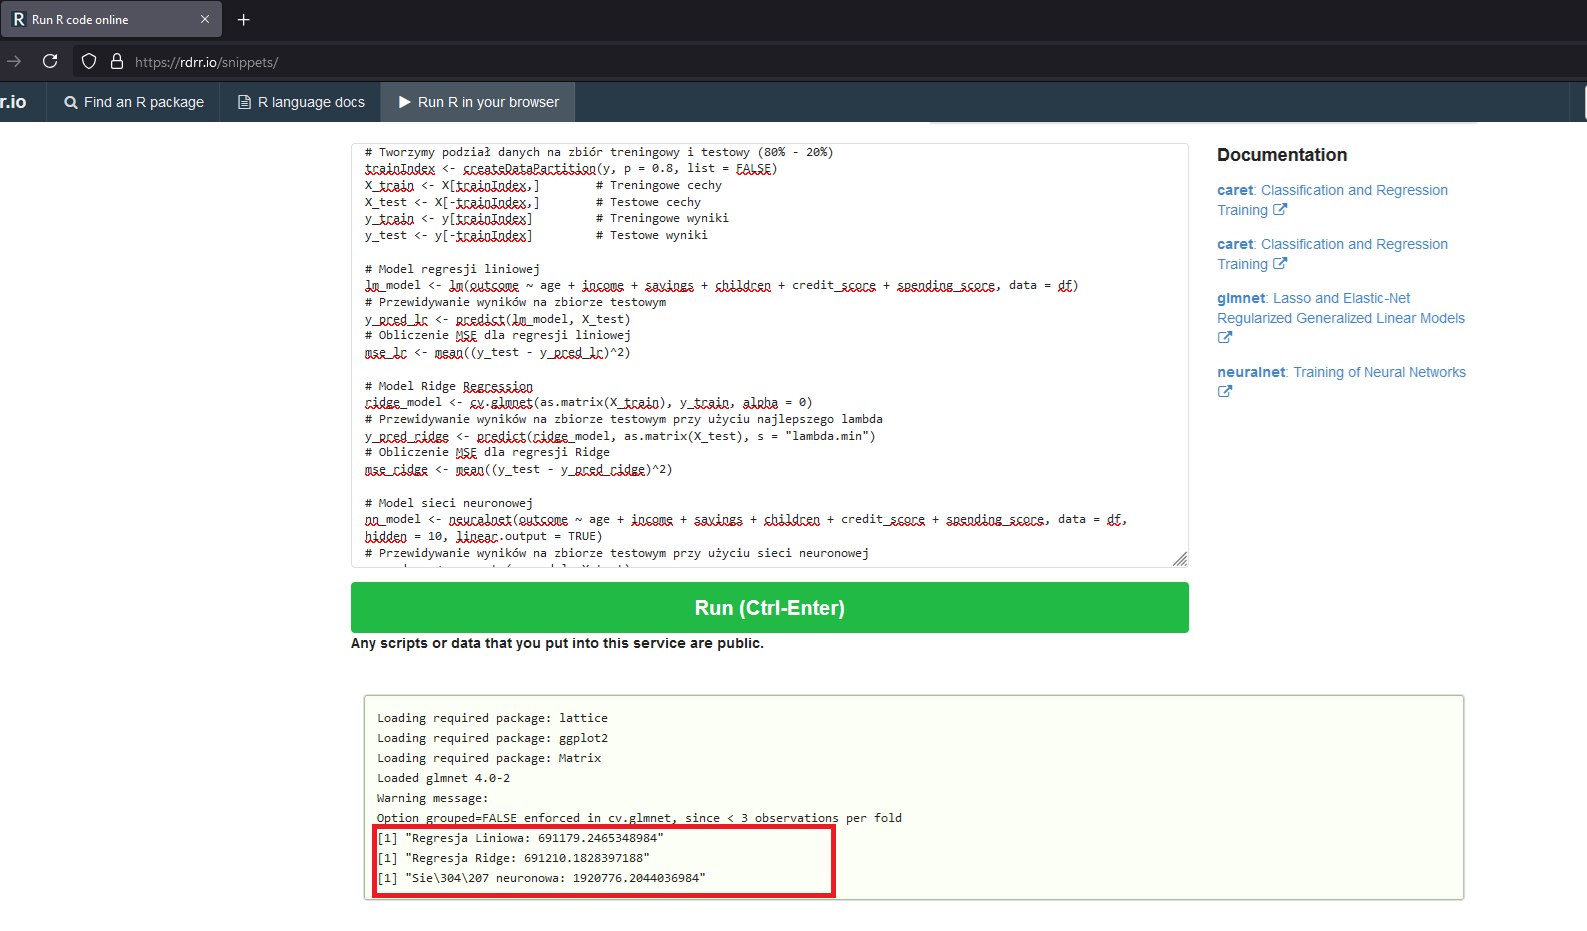 R Run R code online
https://rdrr.io/snippets/
r.io
Find an R package
R language docs
Run R in your browser
# Tworzymy podział danych na zbiór treningowy i testowy (80% - 20%)
trainIndex <- createDataPartition(y, p = 0.8, list = FALSE)
X_train <- X[trainIndex,]        # Treningowe cechy
X_test <- X[-trainIndex,]        # Testowe cechy
y_train <- y[trainIndex]         # Treningowe wyniki
y_test <- y[-trainIndex]         # Testowe wyniki
# Model regresji liniowej
lm_model <- lm(outcome ~ age + income + savings + children + credit_score + spending_score, data = df)
# Przewidywanie wyników na zbiorze testowym
y_pred_lr <- predict(lm_model, X_test)
# Obliczenie MSE dla regresji liniowej
mse_lr <- mean((y_test - y_pred_lr)^2)
# Model Ridge Regression
ridge_model <- cv.glmnet(as.matrix(X_train), y_train, alpha = 0)
# Przewidywanie wyników na zbiorze testowym przy użyciu najlepszego lambda
y_pred_ridge <- predict(ridge_model, as.matrix(X_test), s = "lambda.min")
# Obliczenie MSE dla regresji Ridge
mse_ridge <- mean((y_test - y_pred_ridge)^2)
# Model sieci neuronowej
nn_model <- neuralnet(outcome ~ age + income + savings + children + credit_score + spending_score, data = df,
hidden = 10, linear.output = TRUE)
# Przewidywanie wyników na zbiorze testowym przy użyciu sieci neuronowej
Run (Ctrl-Enter)
Any scripts or data that you put into this service are public.
Loading required package: lattice
Loading required package: ggplot2
Loading required package: Matrix
Loaded glmnet 4.0-2
Warning message:
Option grouped=FALSE enforced in cv.glmnet, since < 3 observations per fold
[1] "Regresja Liniowa: 691179.2465348984"
[1] "Regresja Ridge: 691210.1828397188"
[1] "Sie\304\207 neuronowa: 1920776.2044036984"
Documentation
caret: Classification and Regression
Training
caret: Classification and Regression
Training
glmnet: Lasso and Elastic-Net
Regularized Generalized Linear Models
neuralnet: Training of Neural Networks